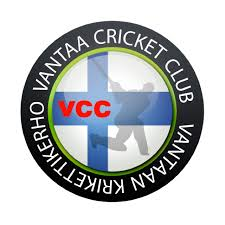 VANTAA CRICKET CLUB
VCC
VANTAAN KRIKETTIKERHO